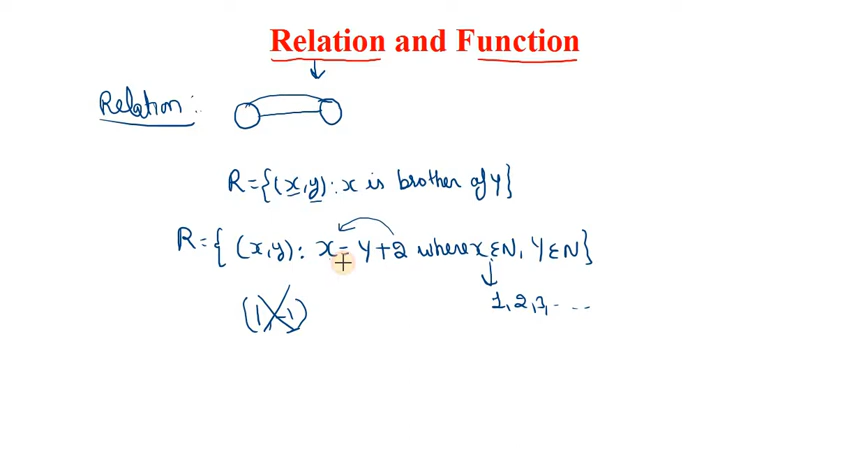 Relation and Function
Relation:
R={(x,y): x is brother of y}
R={(x,y): x=y+2 where x∈N, y∈N}
(1,-1)
1,2,3,...